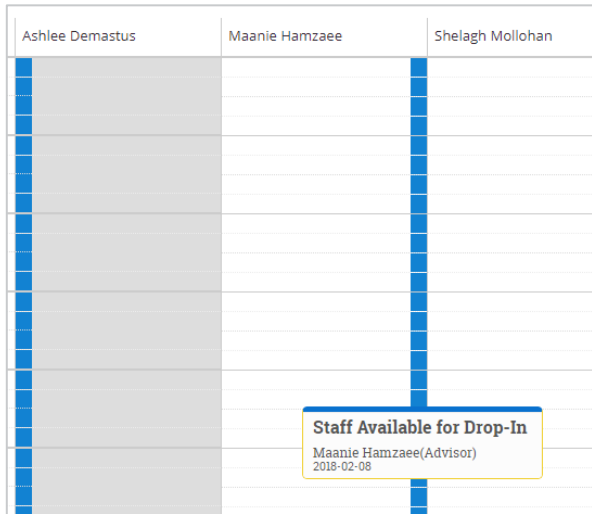 Ashlee Demastus
Maanie Hamzaee
Shelagh Mollohan
Staff Available for Drop-In
Maanie Hamzaee(Advisor)
2018-02-08